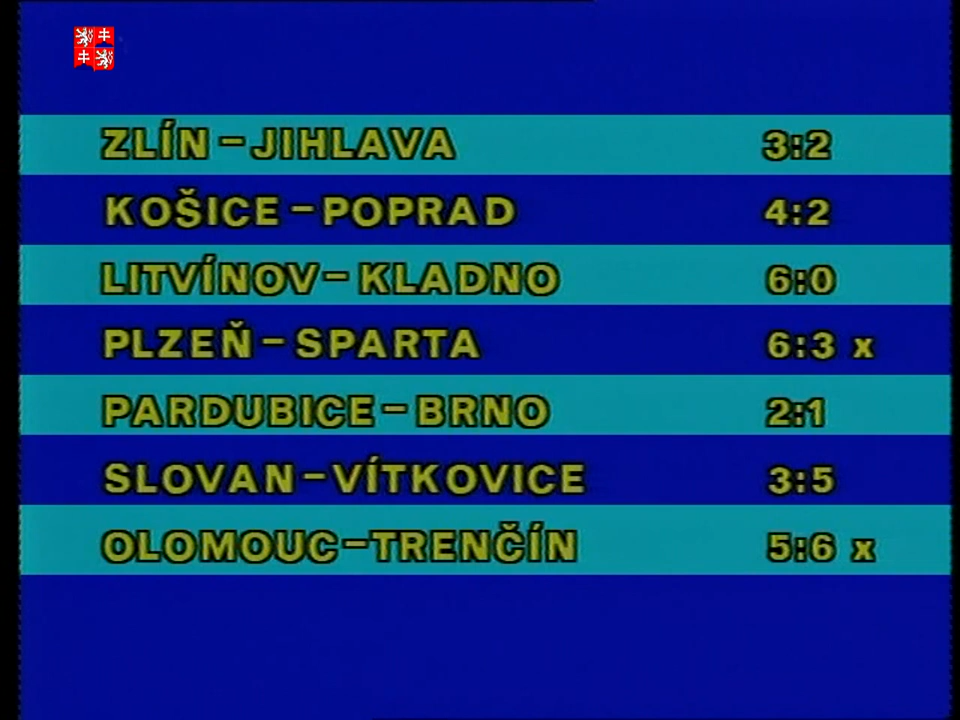 ZLÍN – JIHLAVA 3:2
KOŠICE – POPRAD 4:2
LITVÍNOV – KLADNO 6:0
PLZEŇ – SPARTA 6:3 x
PARDUBICE – BRNO 2:1
SLOVAN – VÍTKOVICE 3:5
OLOMOUC – TRENČÍN 5:6 x